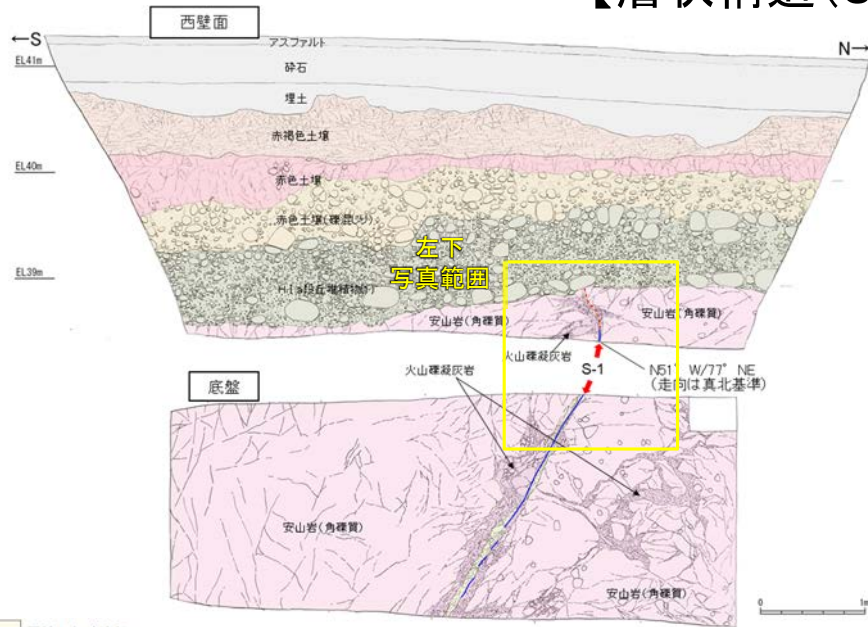 西壁面
←S
N→
アスファルト
EL41m
砕石
埋土
赤褐色土壌
EL40m
赤色土壌
赤色土壌(礫混じり)
左下
写真範囲
EL39m
HIa段丘堆積物
安山岩(角礫質)
安山岩(角礫質)
火山礫凝灰岩
火山礫凝灰岩
S-1
N51°W/77°NE
(走向は真北基準)
底盤
安山岩(角礫質)
安山岩(角礫質)
0
1m